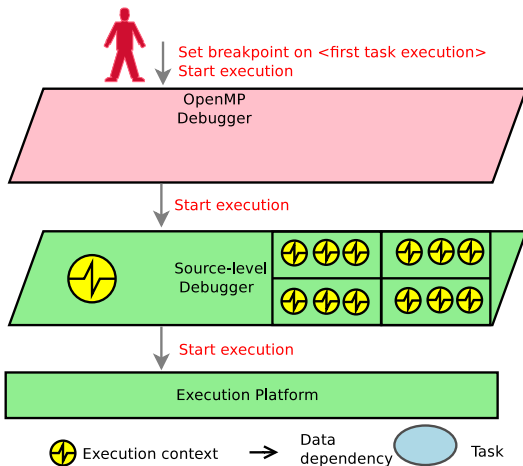 Set breakpoint on <first task execution>
Start execution
OpenMP
Debugger
Start execution
Source-level
Debugger
Start execution
Execution Platform
Execution context
Data
dependency
Task